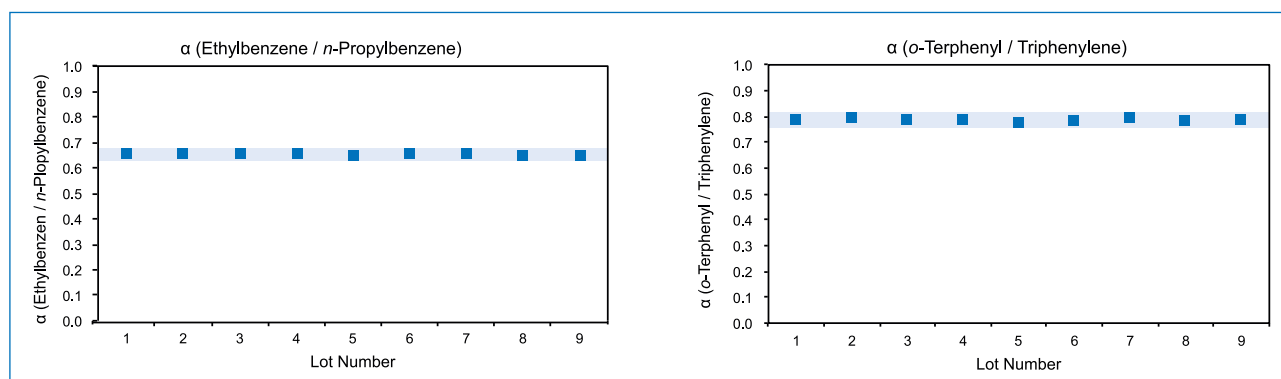 α (Ethylbenzene / n-Propylbenzene)
α (Ethylbenzen / n-Plopylbenzene)
1.0
0.9
0.8
0.7
0.6
0.5
0.4
0.3
0.2
0.1
0.0
1 2 3 4 5 6 7 8 9
Lot Number
α (o-Terphenyl / Triphenylene)
α (o-Terphenyl / Triphenylene)
1.0
0.9
0.8
0.7
0.6
0.5
0.4
0.3
0.2
0.1
0.0
1 2 3 4 5 6 7 8 9
Lot Number